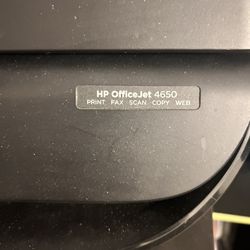 HP OfficeJet 4650
PRINT FAX SCAN COPY WEB